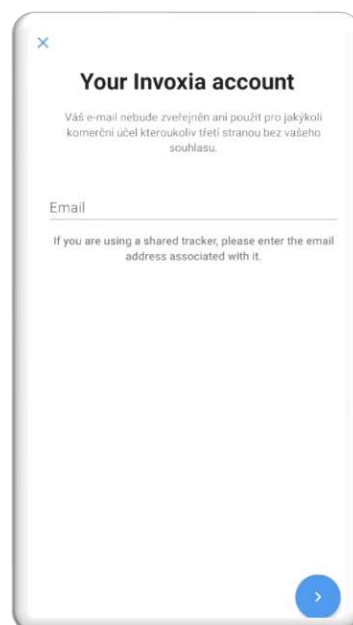 Your Invoxia account
Váš e-mail nebude zveřejněn ani použit pro jakýkoli
komerční účel kteroukoliv třetí stranou bez vašeho
souhlasu.
Email
If you are using a shared tracker, please enter the email
address associated with it.